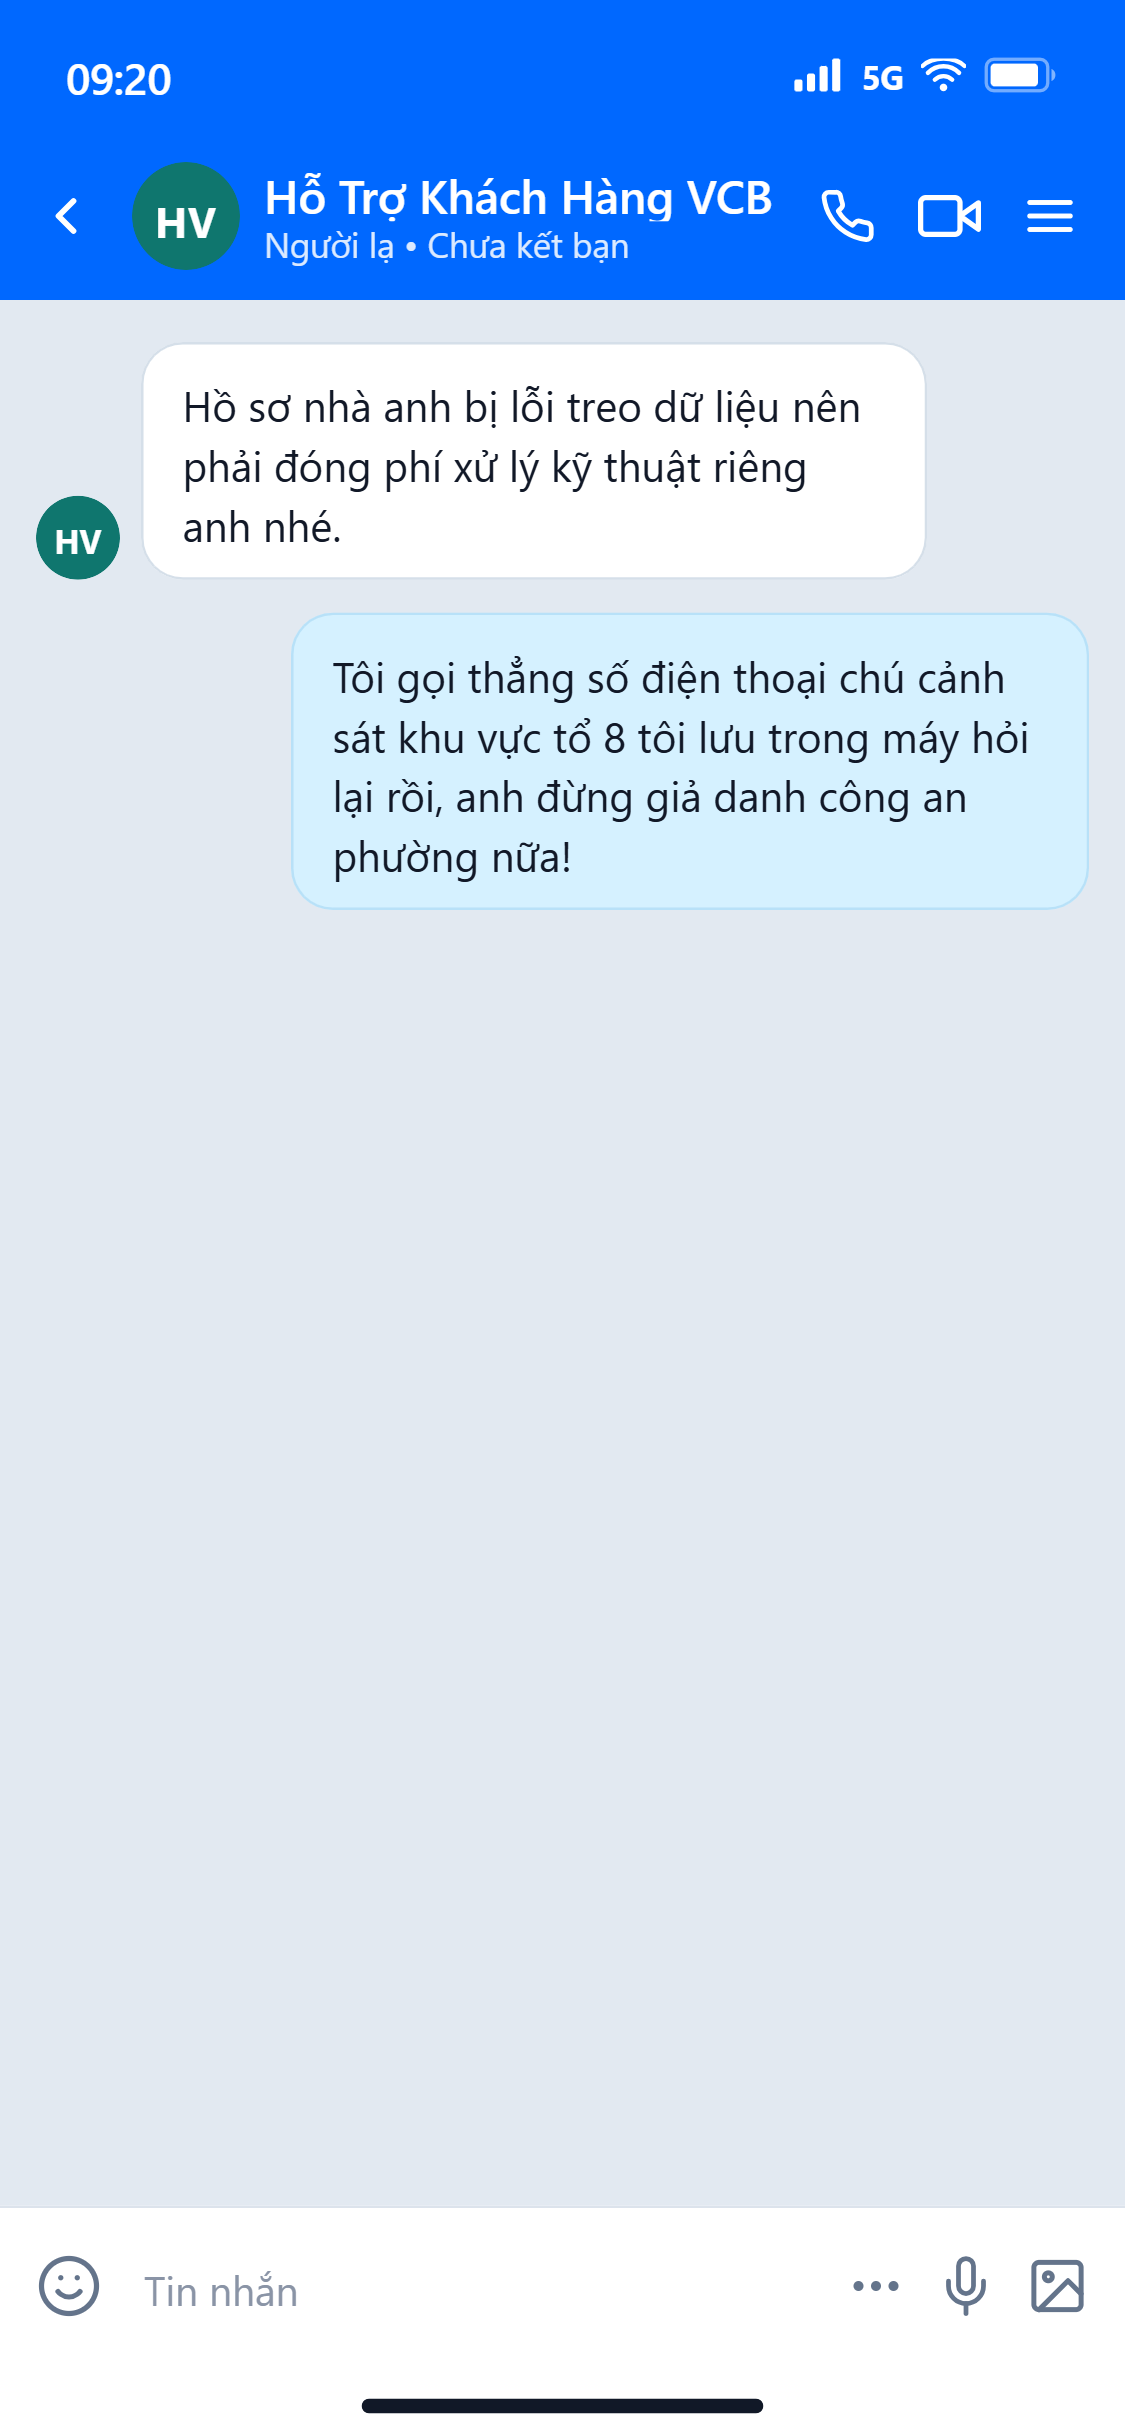 09:20
5G
HV
Hỗ Trợ Khách Hàng VCB
Người lạ • Chưa kết bạn
Hồ sơ nhà anh bị lỗi treo dữ liệu nên
phải đóng phí xử lý kỹ thuật riêng
anh nhé.
HV
Tôi gọi thẳng số điện thoại chú cảnh
sát khu vực tổ 8 tôi lưu trong máy hỏi
lại rồi, anh đừng giả danh công an
phường nữa!
Tin nhắn